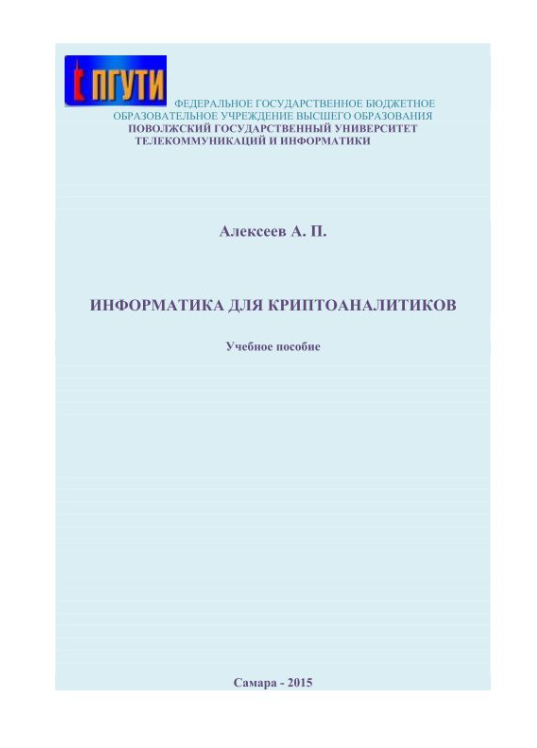 ПГУТИ
ФЕДЕРАЛЬНОЕ ГОСУДАРСТВЕННОЕ БЮДЖЕТНОЕ
ОБРАЗОВАТЕЛЬНОЕ УЧРЕЖДЕНИЕ ВЫСШЕГО ОБРАЗОВАНИЯ
ПОВОЛЖСКИЙ ГОСУДАРСТВЕННЫЙ УНИВЕРСИТЕТ
ТЕЛЕКОММУНИКАЦИЙ И ИНФОРМАТИКИ
Алексеев А. П.
ИНФОРМАТИКА ДЛЯ КРИПТОАНАЛИТИКОВ
Учебное пособие
Самара - 2015